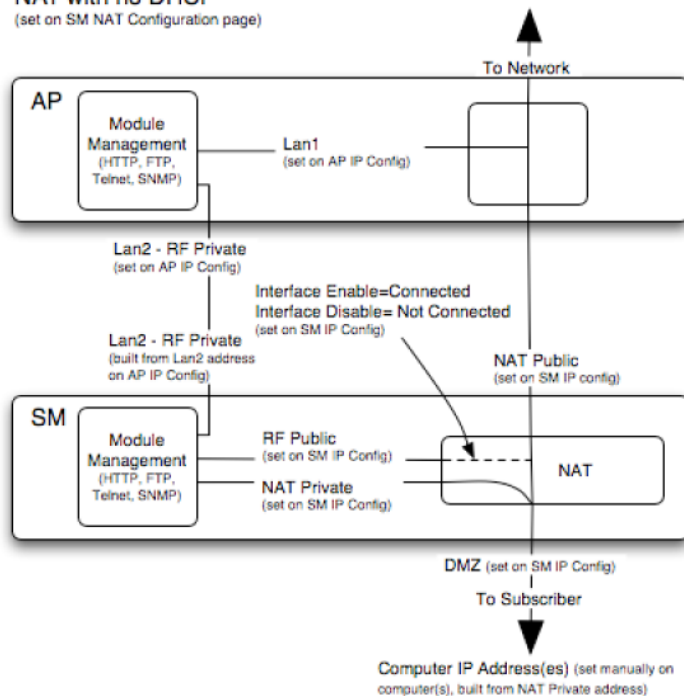 NAT with no DHCP
(set on SM NAT Configuration page)
To Network
AP
Module
Management
(HTTP, FTP,
Telnet, SNMP)
Lan1
(set on AP IP Config)
Lan2 - RF Private
(set on AP IP Config)
Interface Enable=Connected
Interface Disable= Not Connected
(set on SM IP Config)
Lan2 - RF Private
(built from Lan2 address
on AP IP Config)
NAT Public
(set on SM IP config)
SM
Module
Management
(HTTP, FTP,
Telnet, SNMP)
RF Public
(set on SM IP Config)
NAT Private
(set on SM IP Config)
NAT
DMZ (set on SM IP Config)
To Subscriber
Computer IP Address(es) (set manually on
computer(s), built from NAT Private address)